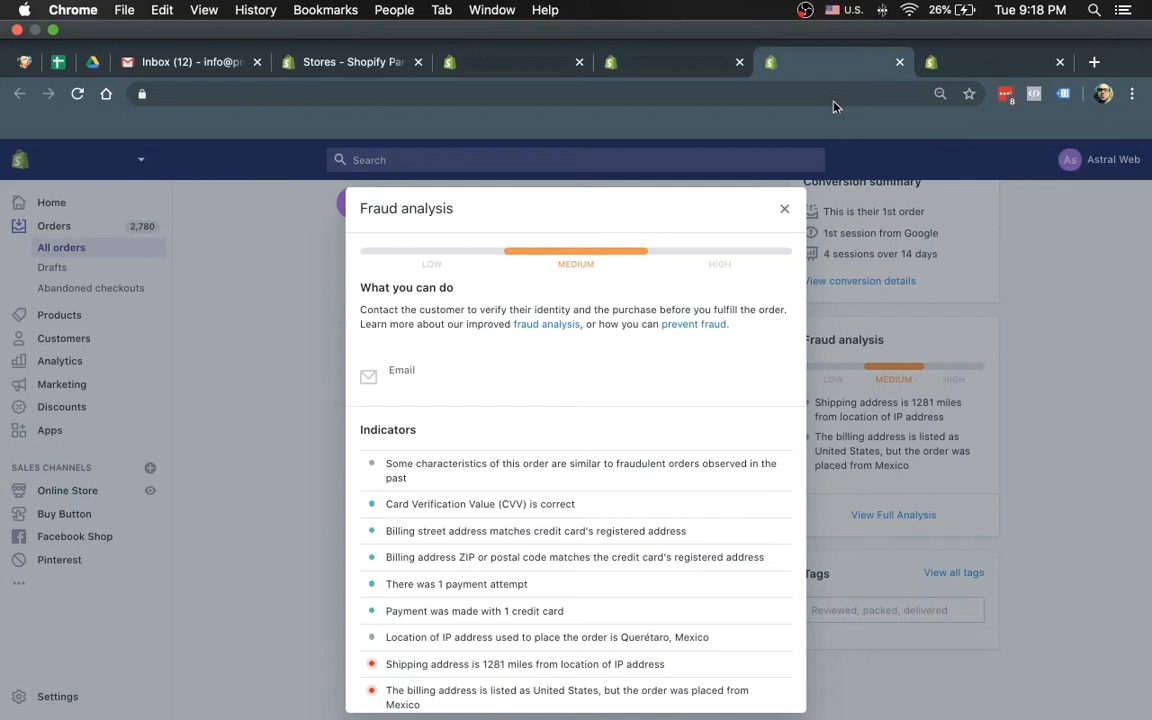 Chrome File Edit View History Bookmarks People Tab Window Help U.S. 26% Tue 9:18 PM
Inbox (12) - info@pr Stores - Shopify Par
8
Search
As Astral Web
Home
Orders 2,780
All orders
Drafts
Abandoned checkouts
Products
Customers
Analytics
Marketing
Discounts
Apps
SALES CHANNELS
Online Store
Buy Button
Facebook Shop
Pinterest
Settings
Fraud analysis
LOW MEDIUM HIGH
What you can do
Contact the customer to verify their identity and the purchase before you fulfill the order.
Learn more about our improved fraud analysis, or how you can prevent fraud.
Email
Indicators
Some characteristics of this order are similar to fraudulent orders observed in the
past
Card Verification Value (CVV) is correct
Billing street address matches credit card's registered address
Billing address ZIP or postal code matches the credit card's registered address
There was 1 payment attempt
Payment was made with 1 credit card
Location of IP address used to place the order is Querétaro, Mexico
Shipping address is 1281 miles from location of IP address
The billing address is listed as United States, but the order was placed from
Mexico
Conversion summary
This is their 1st order
1st session from Google
4 sessions over 14 days
View conversion details
Fraud analysis
LOW MEDIUM HIGH
Shipping address is 1281 miles
from location of IP address
The billing address is listed as
United States, but the order was
placed from Mexico
View Full Analysis
Tags View all tags
Reviewed, packed, delivered